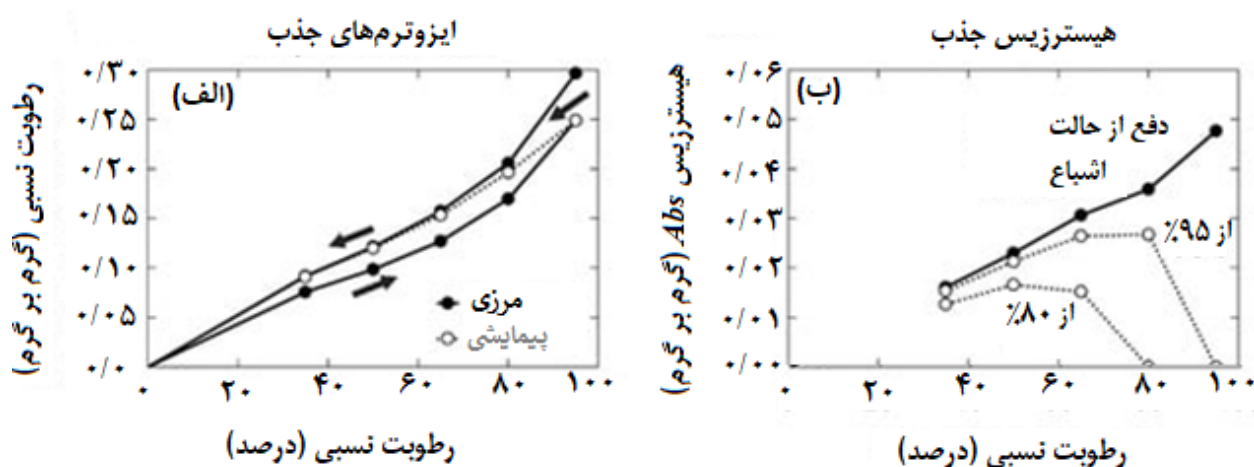 ایزوترم‌های جذب
(الف)
رطوبت نسبی (گرم بر گرم)
۰/۳۰
۰/۲۵
۰/۲۰
۰/۱۵
۰/۱۰
۰/۰۵
۰/۰
مرزی
پیمایشی
۰ ۲۰ ۴۰ ۶۰ ۸۰ ۱۰۰
رطوبت نسبی (درصد)
هیسترزیس جذب
(ب)
هیسترزیس Abs (گرم بر گرم)
۰/۰۶
۰/۰۵
۰/۰۴
۰/۰۳
۰/۰۲
۰/۰۱
۰/۰۰
دفع از حالت
اشباع
از ۹۵٪
از ۸۰٪
۰ ۲۰ ۴۰ ۶۰ ۸۰ ۱۰۰
رطوبت نسبی (درصد)